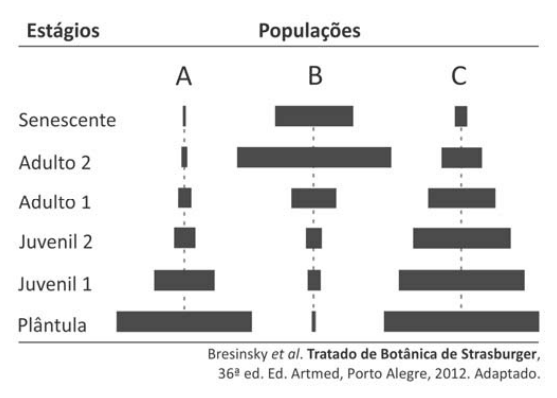 Estágios Populações
A B C
Senescente
Adulto 2
Adulto 1
Juvenil 2
Juvenil 1
Plântula
Bresinsky et al. Tratado de Botânica de Strasburger,
36ª ed. Ed. Artmed, Porto Alegre, 2012. Adaptado.